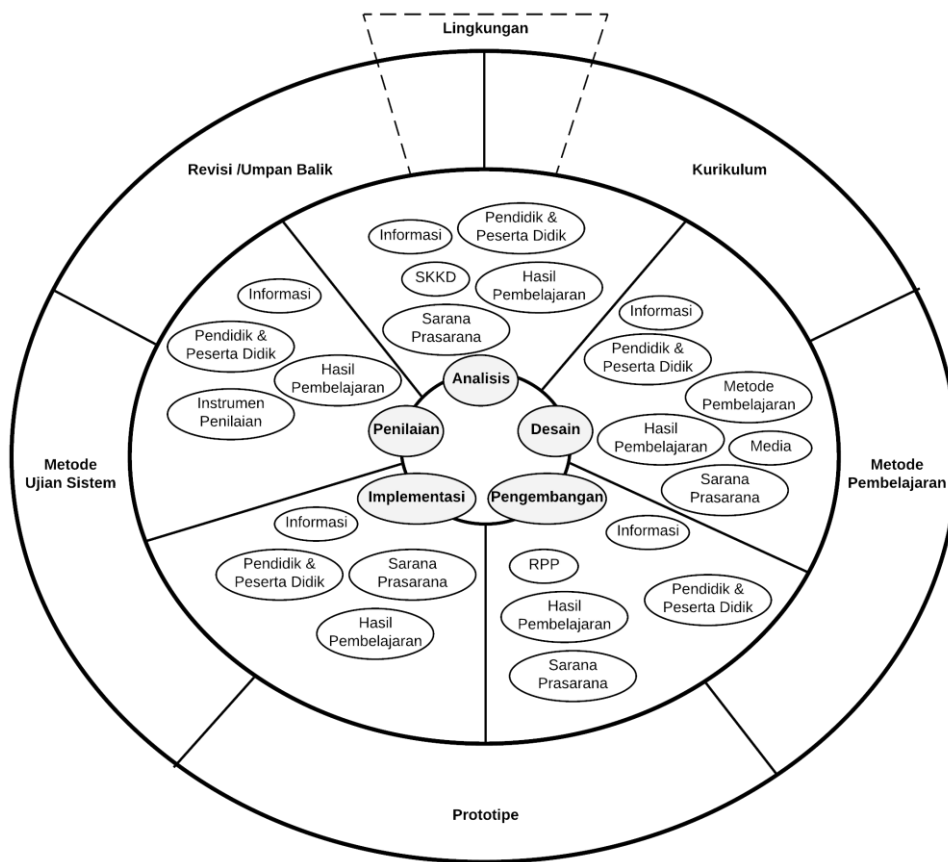 Lingkungan
Revisi /Umpan Balik
Kurikulum
Informasi
Pendidik &
Peserta Didik
SKKD
Hasil
Pembelajaran
Sarana
Prasarana
Informasi
Pendidik &
Peserta Didik
Hasil
Pembelajaran
Instrumen
Penilaian
Informasi
Pendidik &
Peserta Didik
Metode
Pembelajaran
Hasil
Pembelajaran
Media
Sarana
Prasarana
Analisis
Penilaian
Desain
Implementasi
Pengembangan
Metode
Ujian Sistem
Metode
Pembelajaran
Informasi
Pendidik &
Peserta Didik
Sarana
Prasarana
Hasil
Pembelajaran
Informasi
RPP
Pendidik &
Peserta Didik
Hasil
Pembelajaran
Sarana
Prasarana
Prototipe